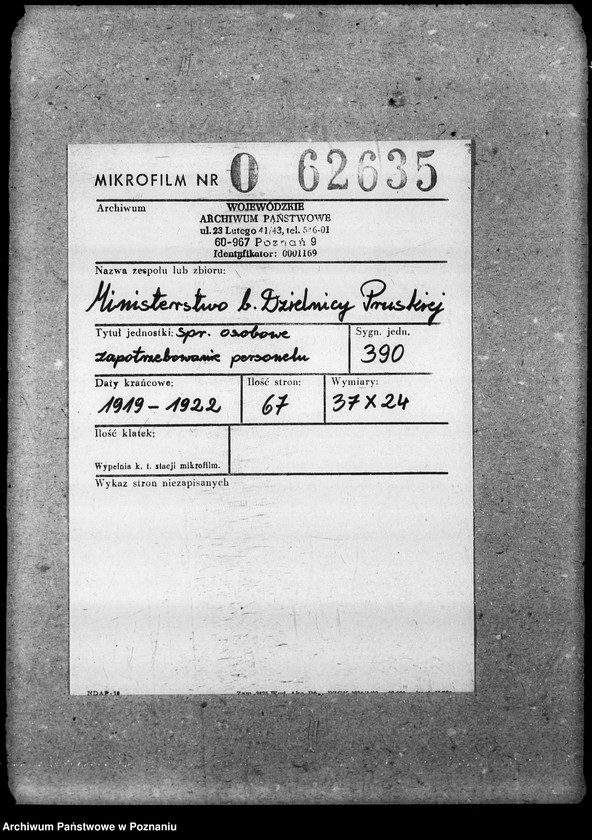 MIKROFILM NR O 62635
Archiwum
WOJEWÓDZKIE
ARCHIWUM PAŃSTWOWE
ul. 23 Lutego 41/43, tel. 546-01
60-967 Poznań 9
Identyfikator: 0001169
Nazwa zespołu lub zbioru:
Ministerstwo b. Dzielnicy Pruskiej
Tytuł jednostki: Spr. osobowe
zapotrzebowanie personelu
Sygn. jedn.
390
Daty krańcowe:
1919 - 1922
Ilość stron:
67
Wymiary:
37 X 24
Ilość klatek:
Wypełnia k. t. stacji mikrofilm.
Wykaz stron niezapisanych
NDAP-18
Archiwum Państwowe w Poznaniu